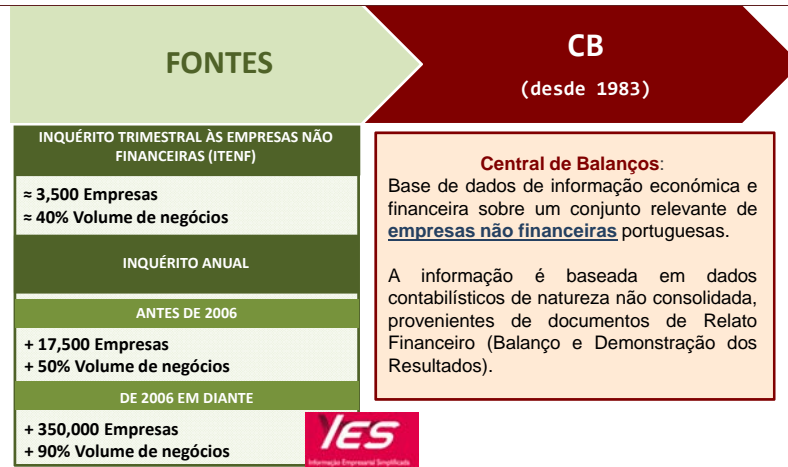 FONTES
CB
(desde 1983)
INQUÉRITO TRIMESTRAL ÀS EMPRESAS NÃO
FINANCEIRAS (ITENF)
≈ 3,500 Empresas
≈ 40% Volume de negócios
INQUÉRITO ANUAL
ANTES DE 2006
+ 17,500 Empresas
+ 50% Volume de negócios
DE 2006 EM DIANTE
+ 350,000 Empresas
+ 90% Volume de negócios
IES
Informação Empresarial Simplificada
Central de Balanços:
Base de dados de informação económica e
financeira sobre um conjunto relevante de
empresas não financeiras portuguesas.
A informação é baseada em dados
contabilísticos de natureza não consolidada,
provenientes de documentos de Relato
Financeiro (Balanço e Demonstração dos
Resultados).